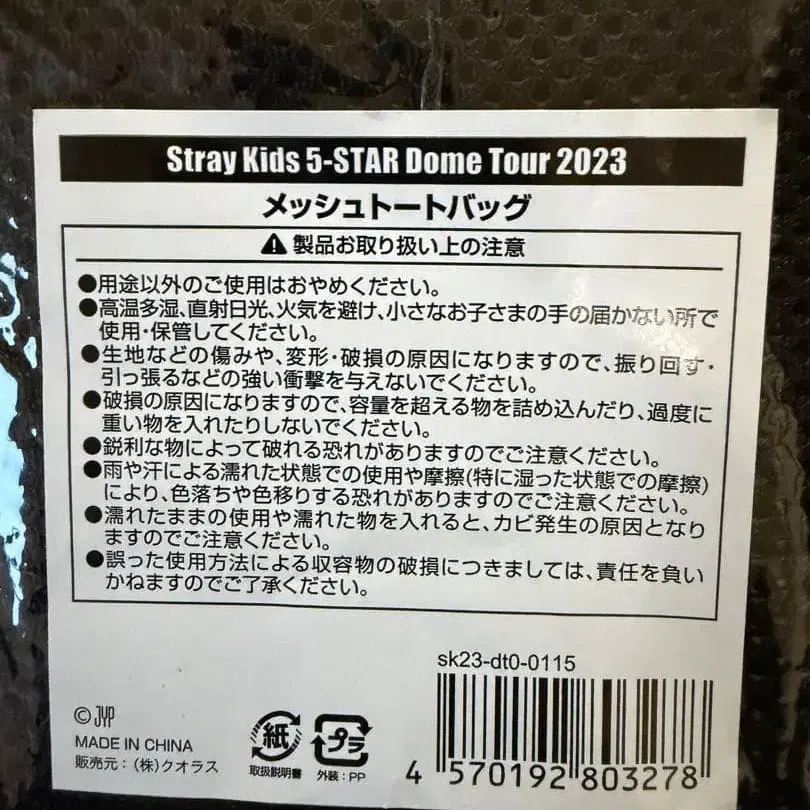 Stray Kids 5-STAR Dome Tour 2023
メッシュトートバッグ
⚠製品お取り扱い上の注意
●用途以外のご使用はおやめください。
●高温多湿、直射日光、火気を避け、小さなお子さまの手の届かない所で
使用・保管してください。
●生地などの傷みや、変形・破損の原因になりますので、振り回す・
引っ張るなどの強い衝撃を与えないでください。
●破損の原因になりますので、容量を超える物を詰め込んだり、過度に
重い物を入れたりしないでください。
●鋭利な物によって破れる恐れがありますのでご注意ください。
●雨や汗による濡れた状態での使用や摩擦(特に湿った状態での摩擦)
により、色落ちや色移りする恐れがありますのでご注意ください。
●濡れたままの使用や濡れた物を入れると、カビ発生の原因となり
ますのでご注意ください。
●誤った使用方法による収容物の破損につきましては、責任を負い
かねますのでご了承ください。
sk23-dt0-0115
© JYP
MADE IN CHINA
販売元:(株)クオラス
紙
取扱説明書
プラ
外装:PP
4 570192 803278